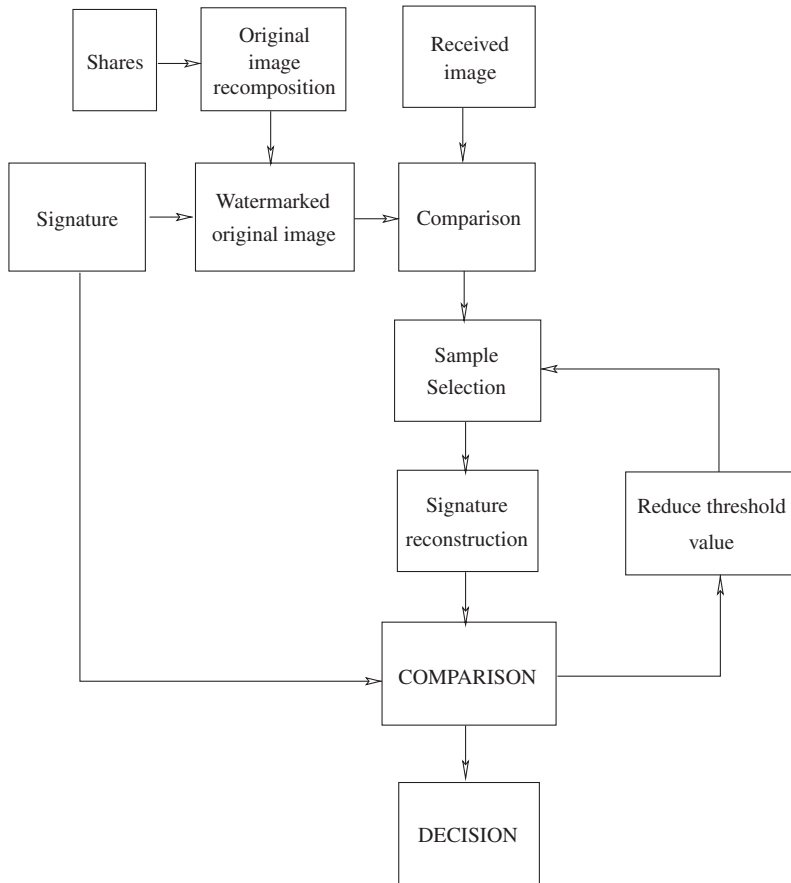 Shares
Original
image
recomposition
Received
image
Signature
Watermarked
original image
Comparison
Sample
Selection
Signature
reconstruction
Reduce threshold
value
COMPARISON
DECISION